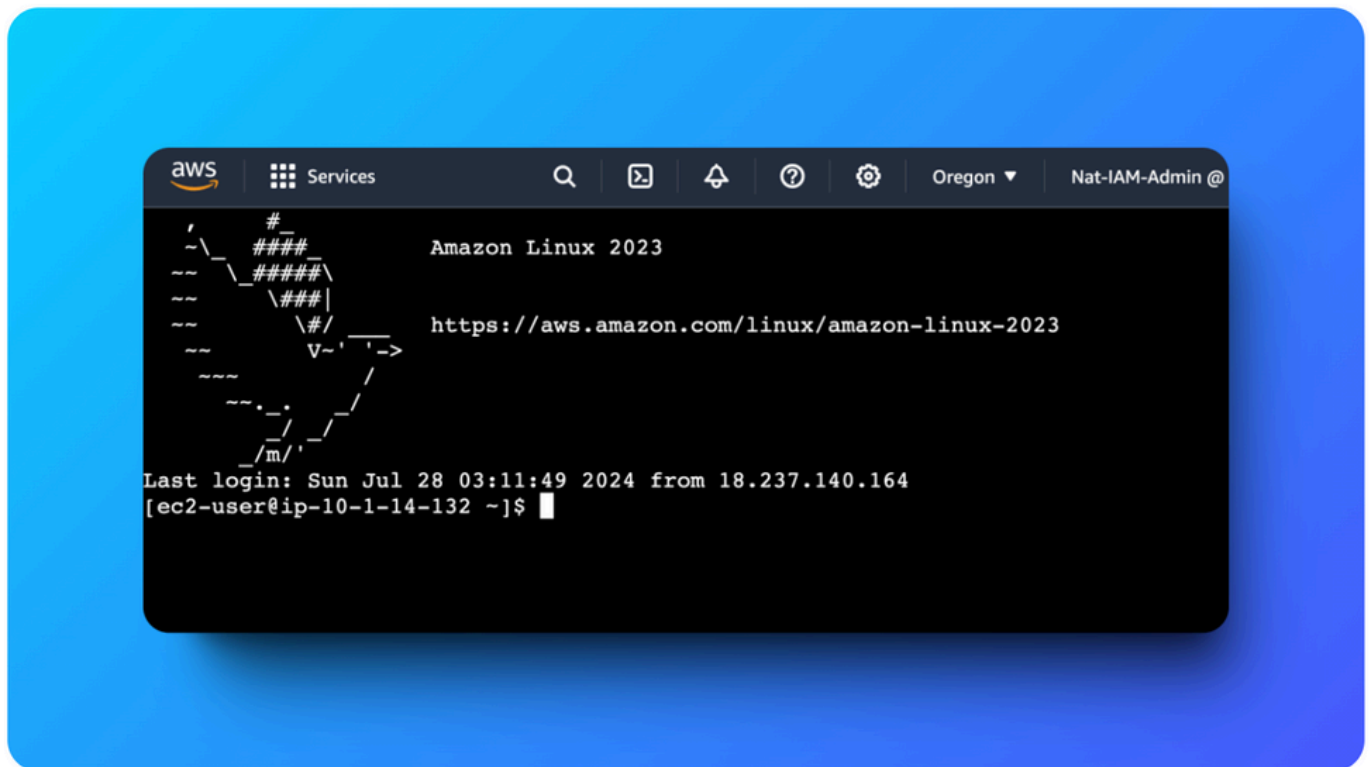 aws Services Oregon ▼ Nat-IAM-Admin @
   ,     #_
   ~\_  ####_        Amazon Linux 2023
  ~~  \_#####\
  ~~     \###|
  ~~       \#/ ___   https://aws.amazon.com/linux/amazon-linux-2023
   ~~       V~' '->
    ~~~         /
      ~~._.   _/
         _/ _/
       _/m/'
Last login: Sun Jul 28 03:11:49 2024 from 18.237.140.164
[ec2-user@ip-10-1-14-132 ~]$